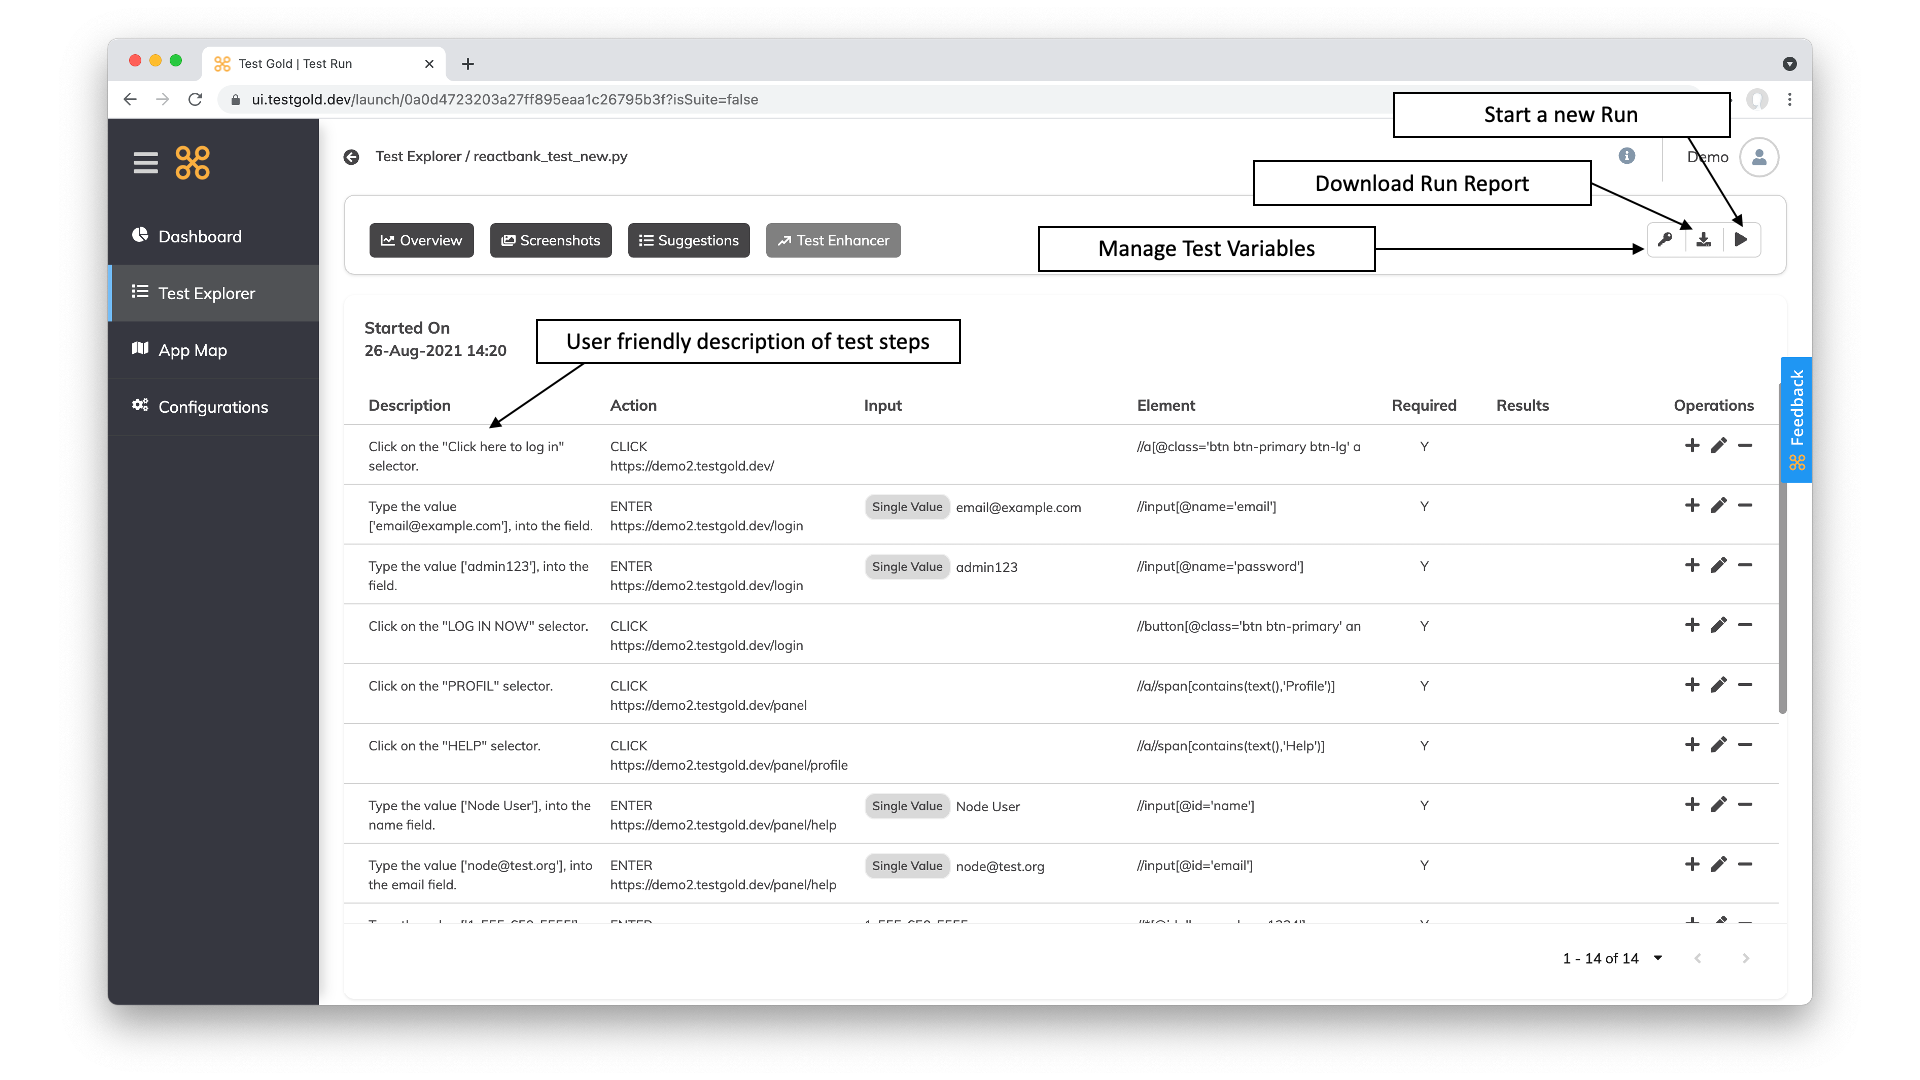 Test Gold | Test Run
ui.testgold.dev/launch/0a0d4723203a27ff895eaa1c26795b3f?isSuite=false
Start a new Run
Test Explorer / reactbank_test_new.py
Demo
Download Run Report
Dashboard
Overview
Screenshots
Suggestions
Test Enhancer
Manage Test Variables
Test Explorer
Started On
26-Aug-2021 14:20
User friendly description of test steps
App Map
Configurations
Feedback
Description Action Input Element Required Results Operations
Click on the "Click here to log in" CLICK //a[@class='btn btn-primary btn-lg' a Y
selector. https://demo2.testgold.dev/
Type the value ENTER Single Value email@example.com //input[@name='email'] Y
['email@example.com'], into the field. https://demo2.testgold.dev/login
Type the value ['admin123'], into the ENTER Single Value admin123 //input[@name='password'] Y
field. https://demo2.testgold.dev/login
Click on the "LOG IN NOW" selector. CLICK //button[@class='btn btn-primary' an Y
https://demo2.testgold.dev/login
Click on the "PROFIL" selector. CLICK //a//span[contains(text(),'Profile')] Y
https://demo2.testgold.dev/panel
Click on the "HELP" selector. CLICK //a//span[contains(text(),'Help')] Y
https://demo2.testgold.dev/panel/profile
Type the value ['Node User'], into the ENTER Single Value Node User //input[@id='name'] Y
name field. https://demo2.testgold.dev/panel/help
Type the value ['node@test.org'], into ENTER Single Value node@test.org //input[@id='email'] Y
the email field. https://demo2.testgold.dev/panel/help
1 - 14 of 14